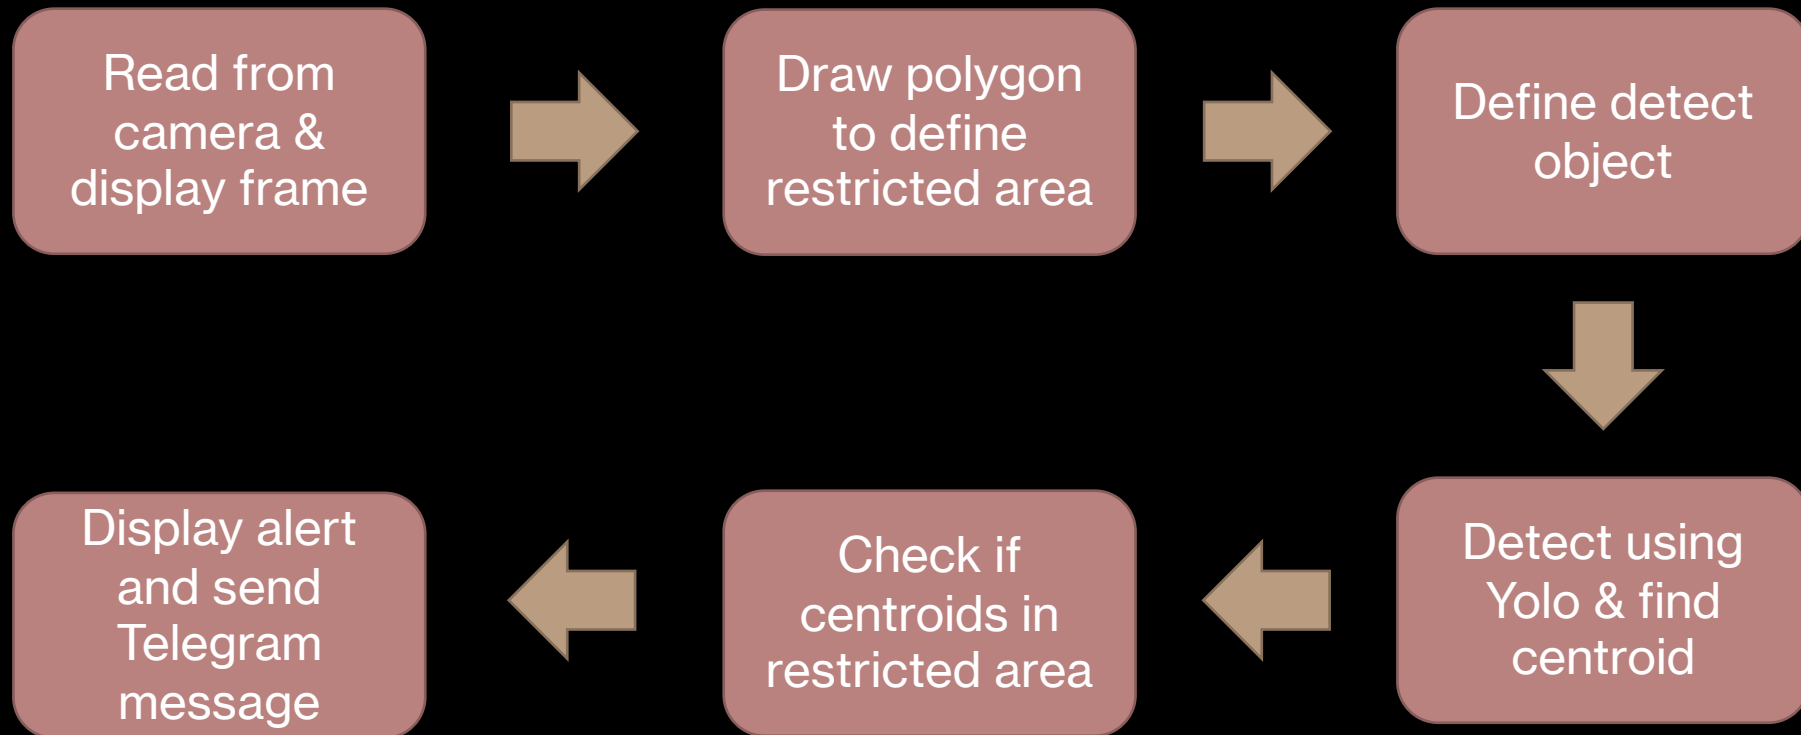 Read from
camera &
display frame
Draw polygon
to define
restricted area
Define detect
object
Detect using
Yolo & find
centroid
Check if
centroids in
restricted area
Display alert
and send
Telegram
message